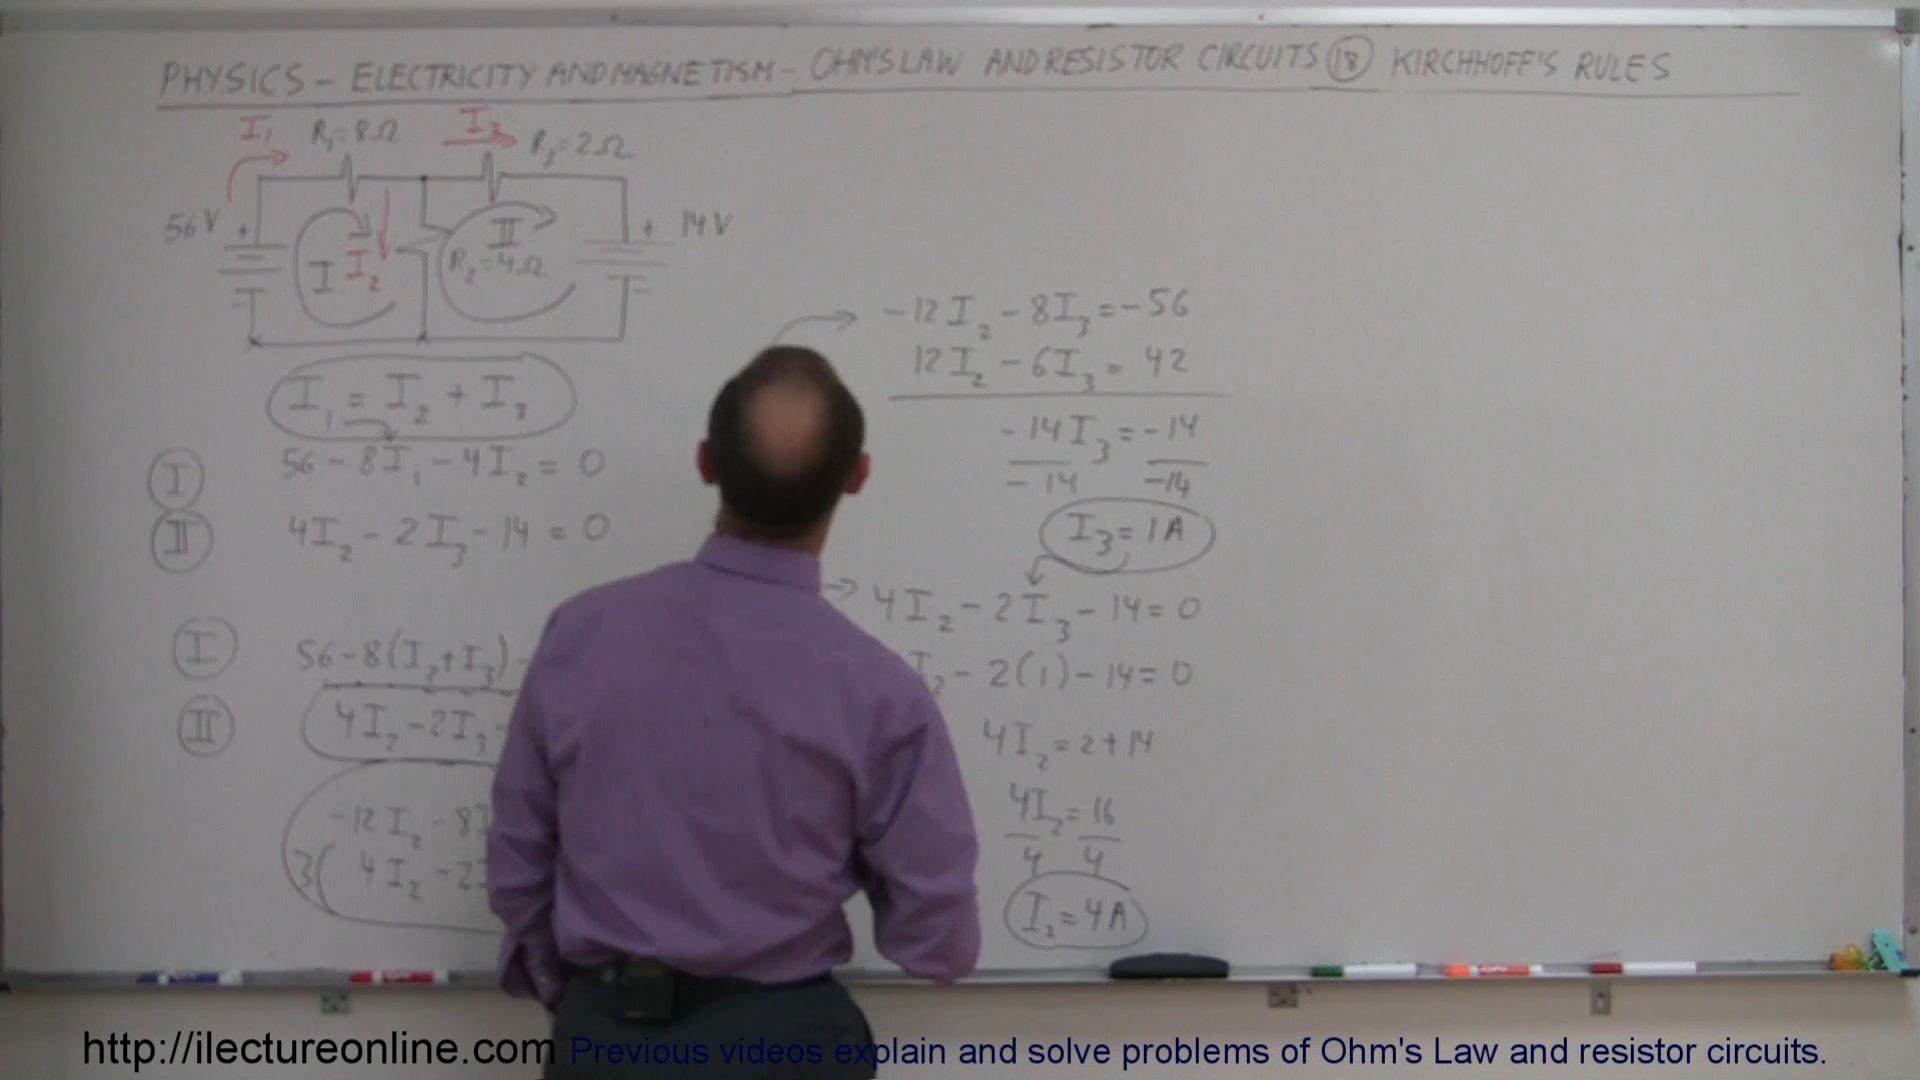 PHYSICS - ELECTRICITY AND MAGNETISM - OHM'S LAW AND RESISTOR CIRCUITS (18) KIRCHHOFF'S RULES
I₁ R₁=8Ω I₃ R₃=2Ω
56V + I I₂ II R₂=4Ω + 14V
I₁ = I₂ + I₃
I 56 - 8I₁ - 4I₂ = 0
II 4I₂ - 2I₃ - 14 = 0
I 56-8(I₂+I₃)-
II 4I₂-2I₃-
-12I₂-8I
3( 4I₂-2I
-12I₂ - 8I₃ = -56
12I₂ - 6I₃ = 42
-14I₃ = -14
-14 -14
I₃ = 1A
4I₂ - 2I₃ - 14 = 0
I₂ - 2(1) - 14 = 0
4I₂ = 2 + 14
4I₂ = 16
4 4
I₂ = 4A
http://ilectureonline.com Previous videos explain and solve problems of Ohm's Law and resistor circuits.